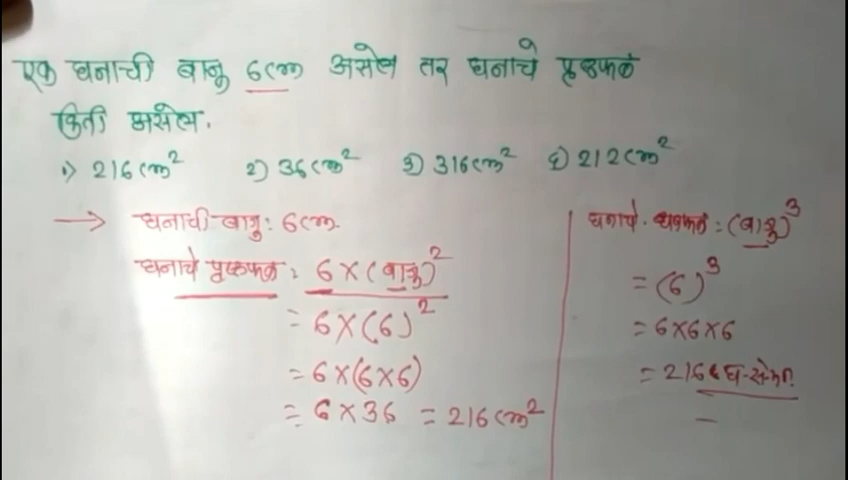 एक घनाची बाजू 6cm असेल तर घनाचे पृष्ठफळ
किती असेल.
1) 216cm² 2) 36cm² 3) 316cm² 4) 212cm²
→ घनाची बाजु: 6cm.
घनाचे पृष्ठफळ: 6×(बाजू)²
= 6×(6)²
= 6×(6×6)
= 6×36 = 216cm²
घनाचे घनफळ: (बाजू)³
= (6)³
= 6×6×6
= 216 घ.सेमी.